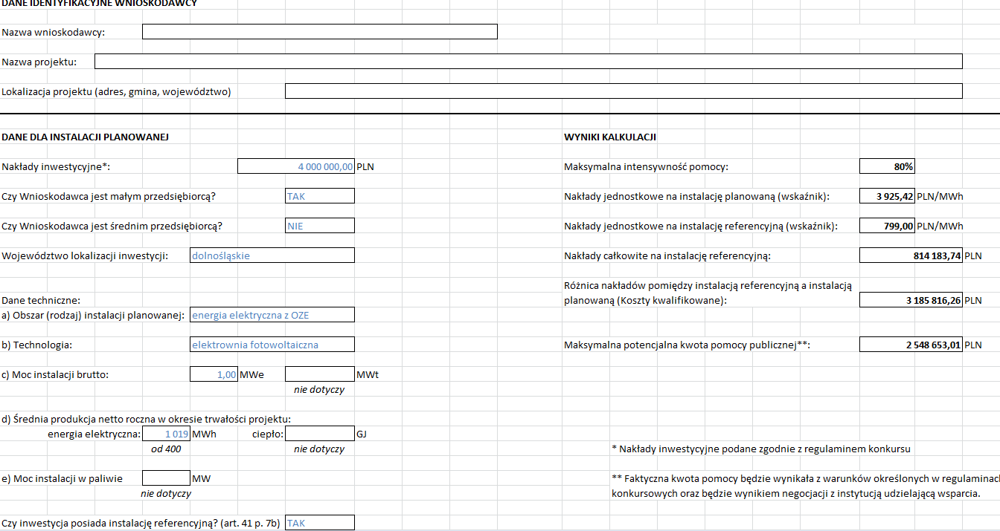 DANE IDENTYFIKACYJNE WNIOSKODAWCY
Nazwa wnioskodawcy:
Nazwa projektu:
Lokalizacja projektu (adres, gmina, województwo)
DANE DLA INSTALACJI PLANOWANEJ
Nakłady inwestycyjne*: 4 000 000,00 PLN
Czy Wnioskodawca jest małym przedsiębiorcą? TAK
Czy Wnioskodawca jest średnim przedsiębiorcą? NIE
Województwo lokalizacji inwestycji: dolnośląskie
Dane techniczne:
a) Obszar (rodzaj) instalacji planowanej: energia elektryczna z OZE
b) Technologia: elektrownia fotowoltaiczna
c) Moc instalacji brutto: 1,00 MWe MWt
nie dotyczy
d) Średnia produkcja netto roczna w okresie trwałości projektu:
energia elektryczna: 1 019 MWh ciepło: GJ
od 400 nie dotyczy
e) Moc instalacji w paliwie MW
nie dotyczy
Czy inwestycja posiada instalację referencyjną? (art. 41 p. 7b) TAK
WYNIKI KALKULACJI
Maksymalna intensywność pomocy: 80%
Nakłady jednostkowe na instalację planowaną (wskaźnik): 3 925,42 PLN/MWh
Nakłady jednostkowe na instalację referencyjną (wskaźnik): 799,00 PLN/MWh
Nakłady całkowite na instalację referencyjną: 814 183,74 PLN
Różnica nakładów pomiędzy instalacją referencyjną a instalacją
planowaną (Koszty kwalifikowane): 3 185 816,26 PLN
Maksymalna potencjalna kwota pomocy publicznej**: 2 548 653,01 PLN
* Nakłady inwestycyjne podane zgodnie z regulaminem konkursu
** Faktyczna kwota pomocy będzie wynikała z warunków określonych w regulaminach
konkursowych oraz będzie wynikiem negocjacji z instytucją udzielającą wsparcia.